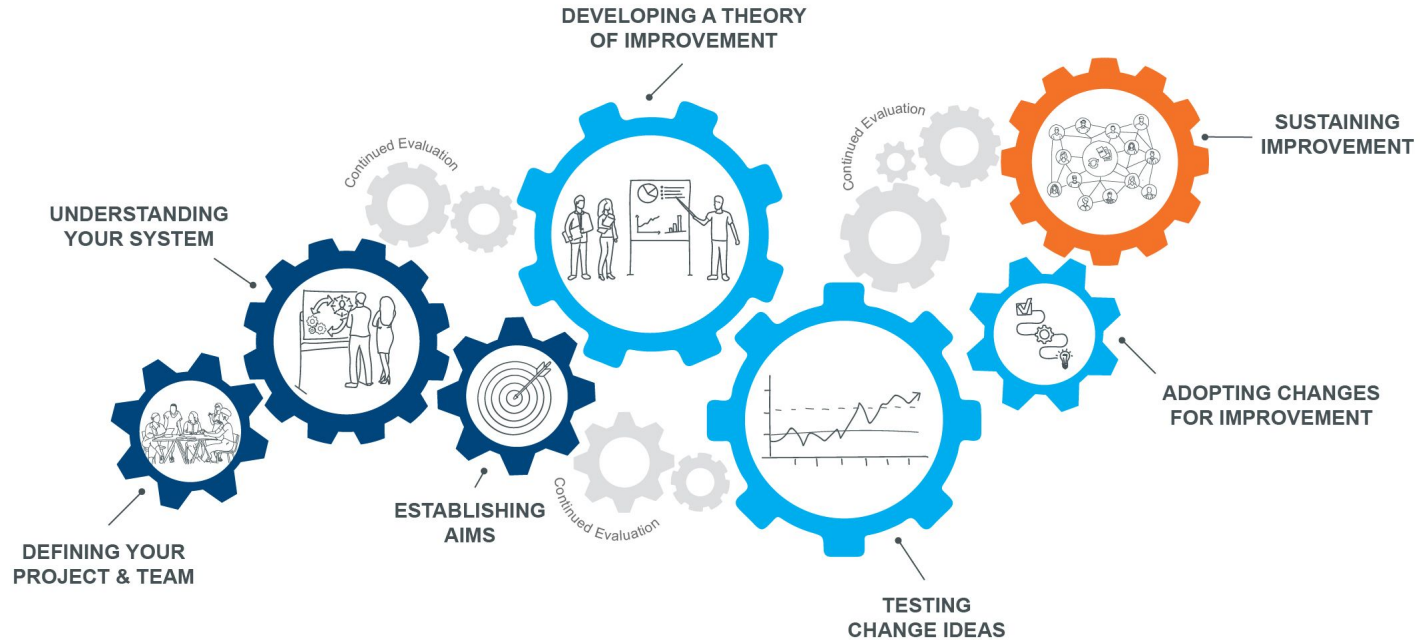 DEVELOPING A THEORY
OF IMPROVEMENT
Continued Evaluation
Continued Evaluation
SUSTAINING
IMPROVEMENT
UNDERSTANDING
YOUR SYSTEM
ADOPTING CHANGES
FOR IMPROVEMENT
ESTABLISHING
AIMS
Continued Evaluation
DEFINING YOUR
PROJECT & TEAM
TESTING
CHANGE IDEAS